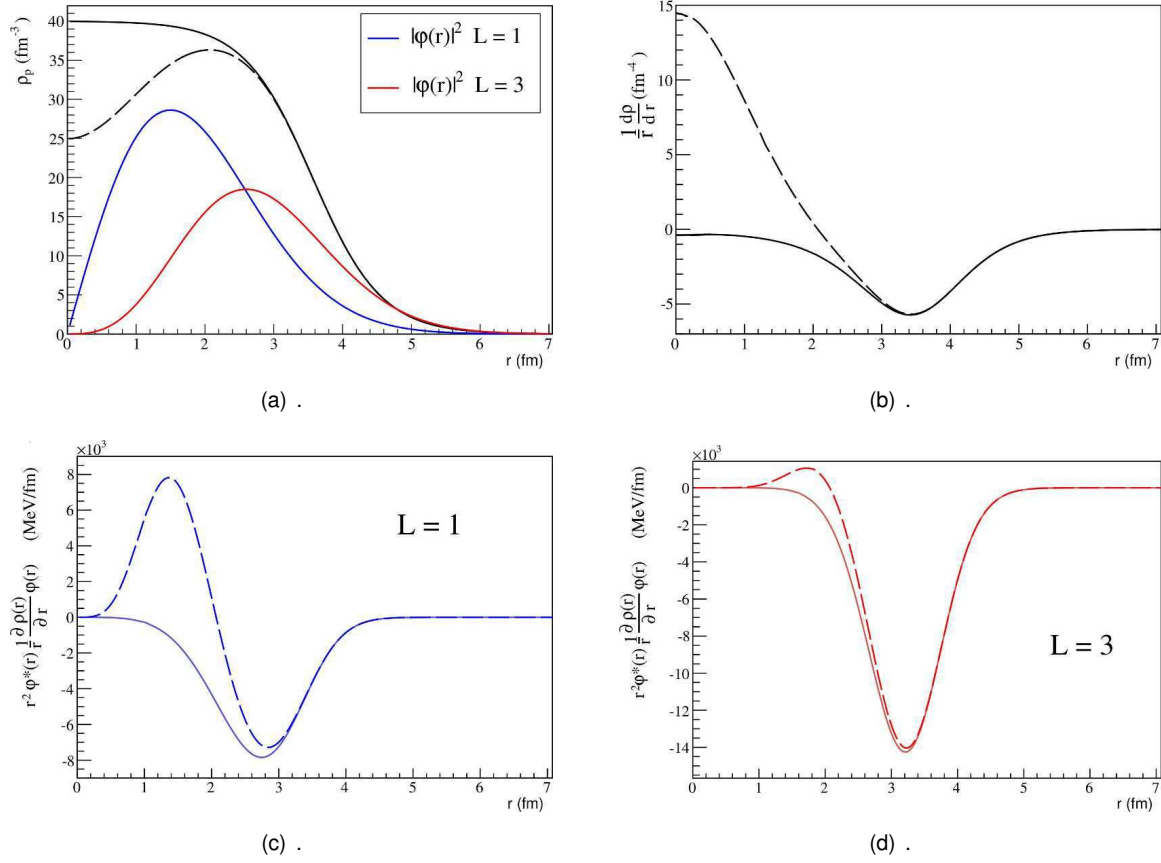 ρp (fm-3)
40
35
30
25
20
15
10
5
0
|φ(r)|2 L = 1
|φ(r)|2 L = 3
0 1 2 3 4 5 6 7
r (fm)
(a) .
1/r dρ/dr (fm-4)
15
10
5
0
-5
0 1 2 3 4 5 6 7
r (fm)
(b) .
×103
r2 φ*(r) 1/r ∂ρ(r)/∂r φ(r) (MeV/fm)
8
6
4
2
0
-2
-4
-6
-8
L = 1
0 1 2 3 4 5 6 7
r (fm)
(c) .
×103
r2φ*(r) 1/r ∂ρ(r)/∂r φ(r) (MeV/fm)
0
-2
-4
-6
-8
-10
-12
-14
L = 3
0 1 2 3 4 5 6 7
r (fm)
(d) .